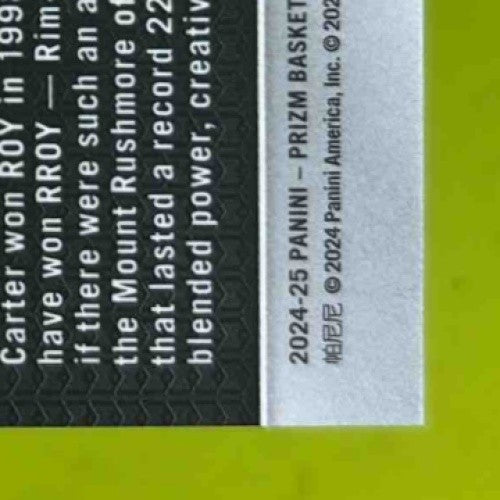 Carter won ROY in 199
have won RROY — Rim-
if there were such an a
the Mount Rushmore of
that lasted a record 22
blended power, creativ
2024-25 PANINI – PRIZM BASKET
帕尼尼 © 2024 Panini America, Inc. © 202